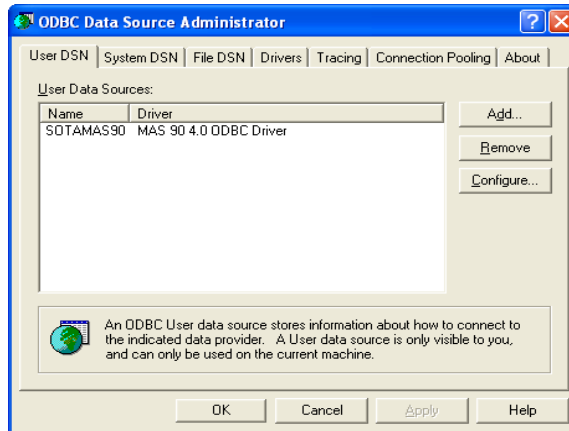 ODBC Data Source Administrator
User DSN System DSN File DSN Drivers Tracing Connection Pooling About
User Data Sources:
Name Driver
SOTAMAS90 MAS 90 4.0 ODBC Driver
Add...
Remove
Configure...
An ODBC User data source stores information about how to connect to
the indicated data provider. A User data source is only visible to you,
and can only be used on the current machine.
OK Cancel Apply Help